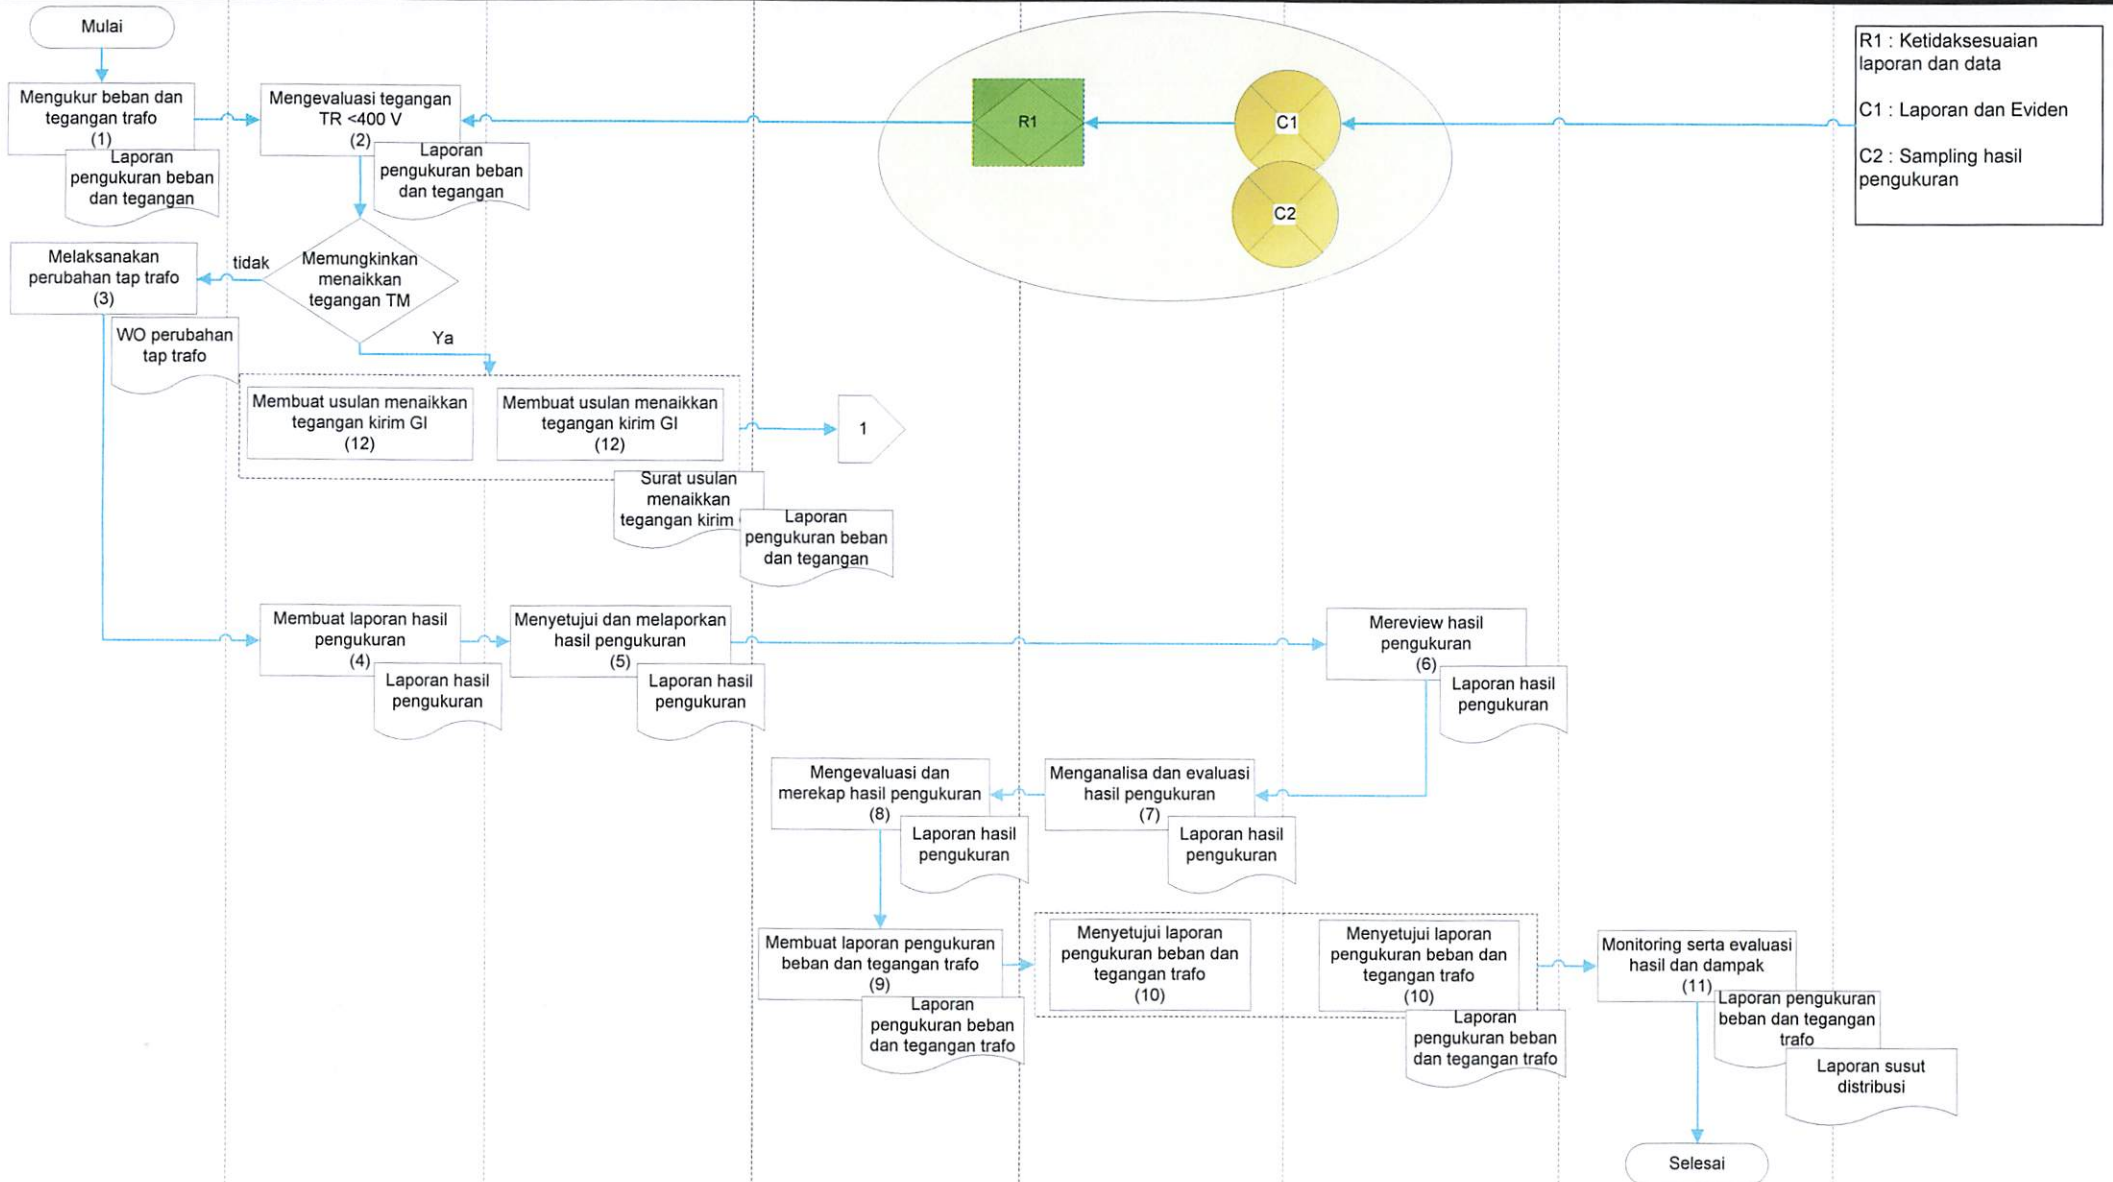 Mulai
Mengukur beban dan
tegangan trafo
(1)
Laporan
pengukuran beban
dan tegangan
Mengevaluasi tegangan
TR <400 V
(2)
Laporan
pengukuran beban
dan tegangan
R1
C1
C2
R1 : Ketidaksesuaian
laporan dan data
C1 : Laporan dan Eviden
C2 : Sampling hasil
pengukuran
Memungkinkan
menaikkan
tegangan TM
tidak
Ya
Melaksanakan
perubahan tap trafo
(3)
WO perubahan
tap trafo
Membuat usulan menaikkan
tegangan kirim GI
(12)
Membuat usulan menaikkan
tegangan kirim GI
(12)
1
Surat usulan
menaikkan
tegangan kirim
Laporan
pengukuran beban
dan tegangan
Membuat laporan hasil
pengukuran
(4)
Laporan hasil
pengukuran
Menyetujui dan melaporkan
hasil pengukuran
(5)
Laporan hasil
pengukuran
Mereview hasil
pengukuran
(6)
Laporan hasil
pengukuran
Menganalisa dan evaluasi
hasil pengukuran
(7)
Laporan hasil
pengukuran
Mengevaluasi dan
merekap hasil pengukuran
(8)
Laporan hasil
pengukuran
Membuat laporan pengukuran
beban dan tegangan trafo
(9)
Laporan
pengukuran beban
dan tegangan trafo
Menyetujui laporan
pengukuran beban dan
tegangan trafo
(10)
Menyetujui laporan
pengukuran beban dan
tegangan trafo
(10)
Laporan
pengukuran beban
dan tegangan trafo
Monitoring serta evaluasi
hasil dan dampak
(11)
Laporan pengukuran
beban dan tegangan
trafo
Laporan susut
distribusi
Selesai